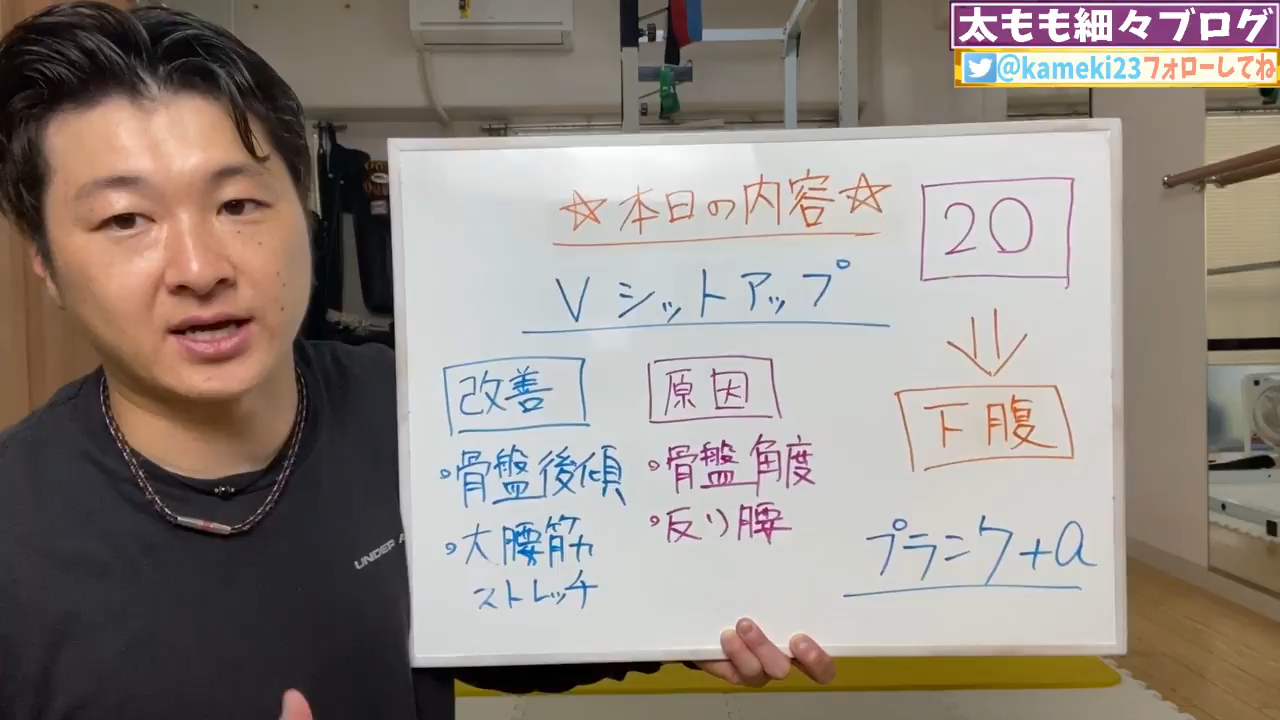 太もも細々ブログ
@kameki23フォローしてね
☆本日の内容☆
Vシットアップ
改善
・骨盤後傾
・大腰筋
ストレッチ
原因
・骨盤角度
・反り腰
20
下腹
プランク+a
UNDER A